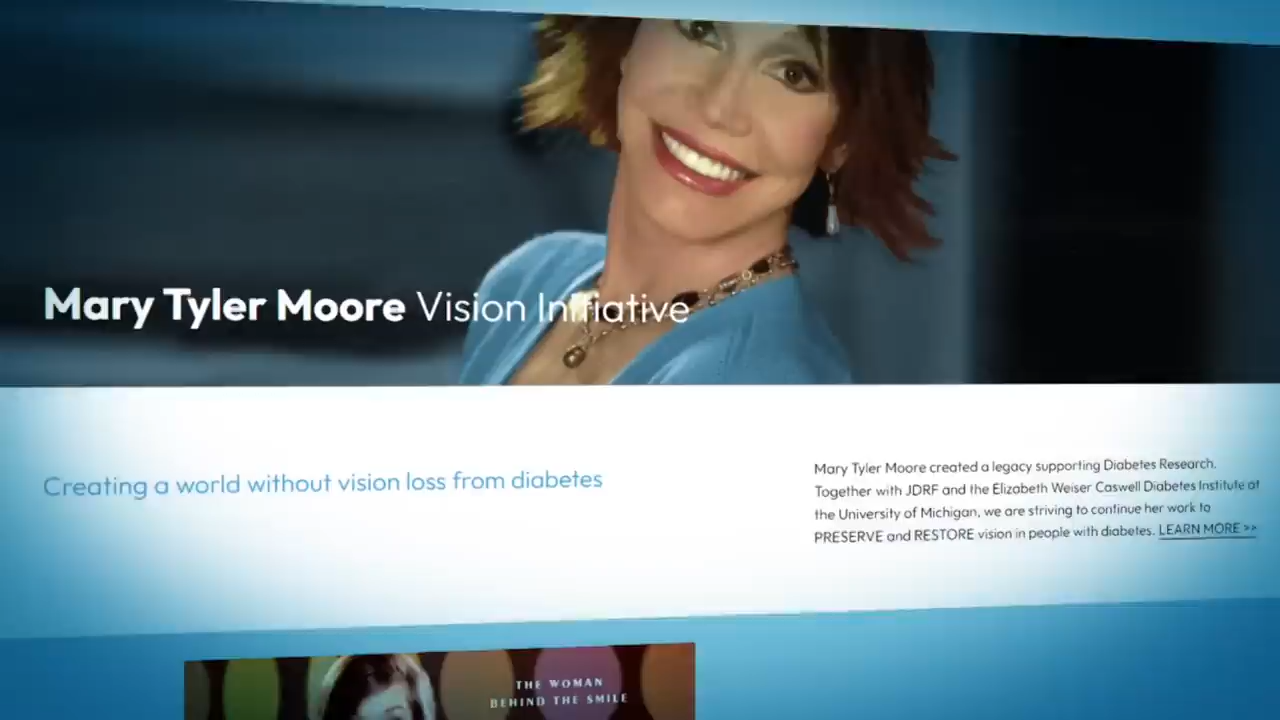 Mary Tyler Moore Vision Initiative
Creating a world without vision loss from diabetes
Mary Tyler Moore created a legacy supporting Diabetes Research.
Together with JDRF and the Elizabeth Weiser Caswell Diabetes Institute at
the University of Michigan, we are striving to continue her work to
PRESERVE and RESTORE vision in people with diabetes. LEARN MORE >>
THE WOMAN
BEHIND THE SMILE